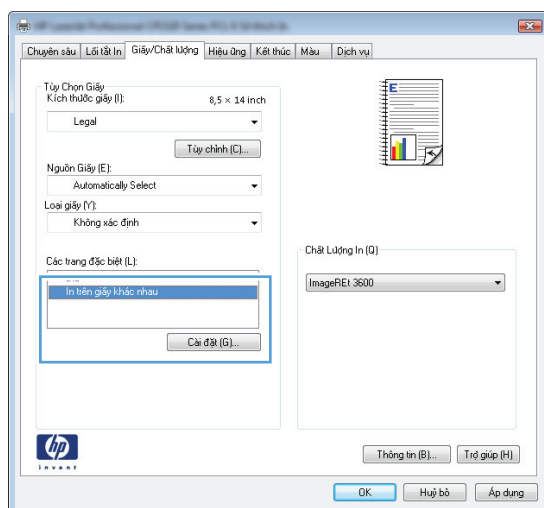 Chuyên sâu Lối tắt In Giấy/Chất lượng Hiệu ứng Kết thúc Màu Dịch vụ
Tùy Chọn Giấy
Kích thước giấy (I): 8,5 × 14 inch
Legal
Tùy chỉnh (C)...
Nguồn Giấy (E):
Automatically Select
Loại giấy (Y):
Không xác định
Các trang đặc biệt (L):
In trên giấy khác nhau
Cài đặt (G)...
E
Chất Lượng In (Q)
ImageREt 3600
hp
invent
Thông tin (B)... Trợ giúp (H)
OK Huỷ bỏ Áp dụng